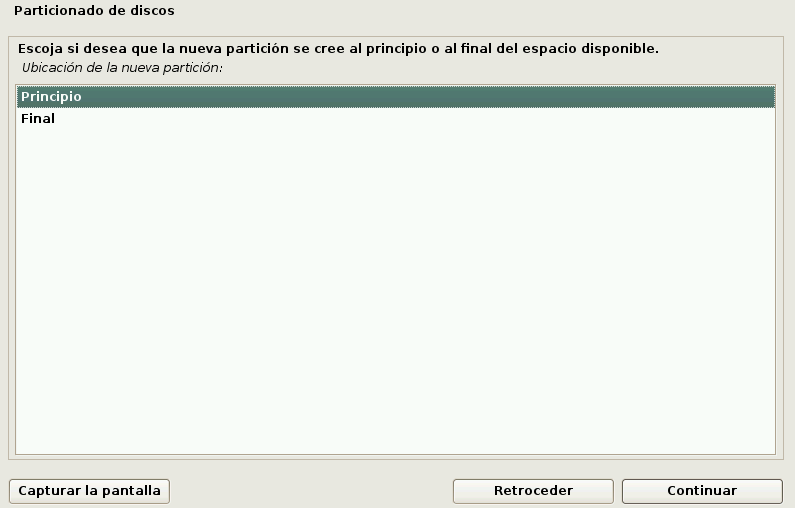 Particionado de discos
Escoja si desea que la nueva partición se cree al principio o al final del espacio disponible.
Ubicación de la nueva partición:
Principio
Final
Capturar la pantalla
Retroceder
Continuar